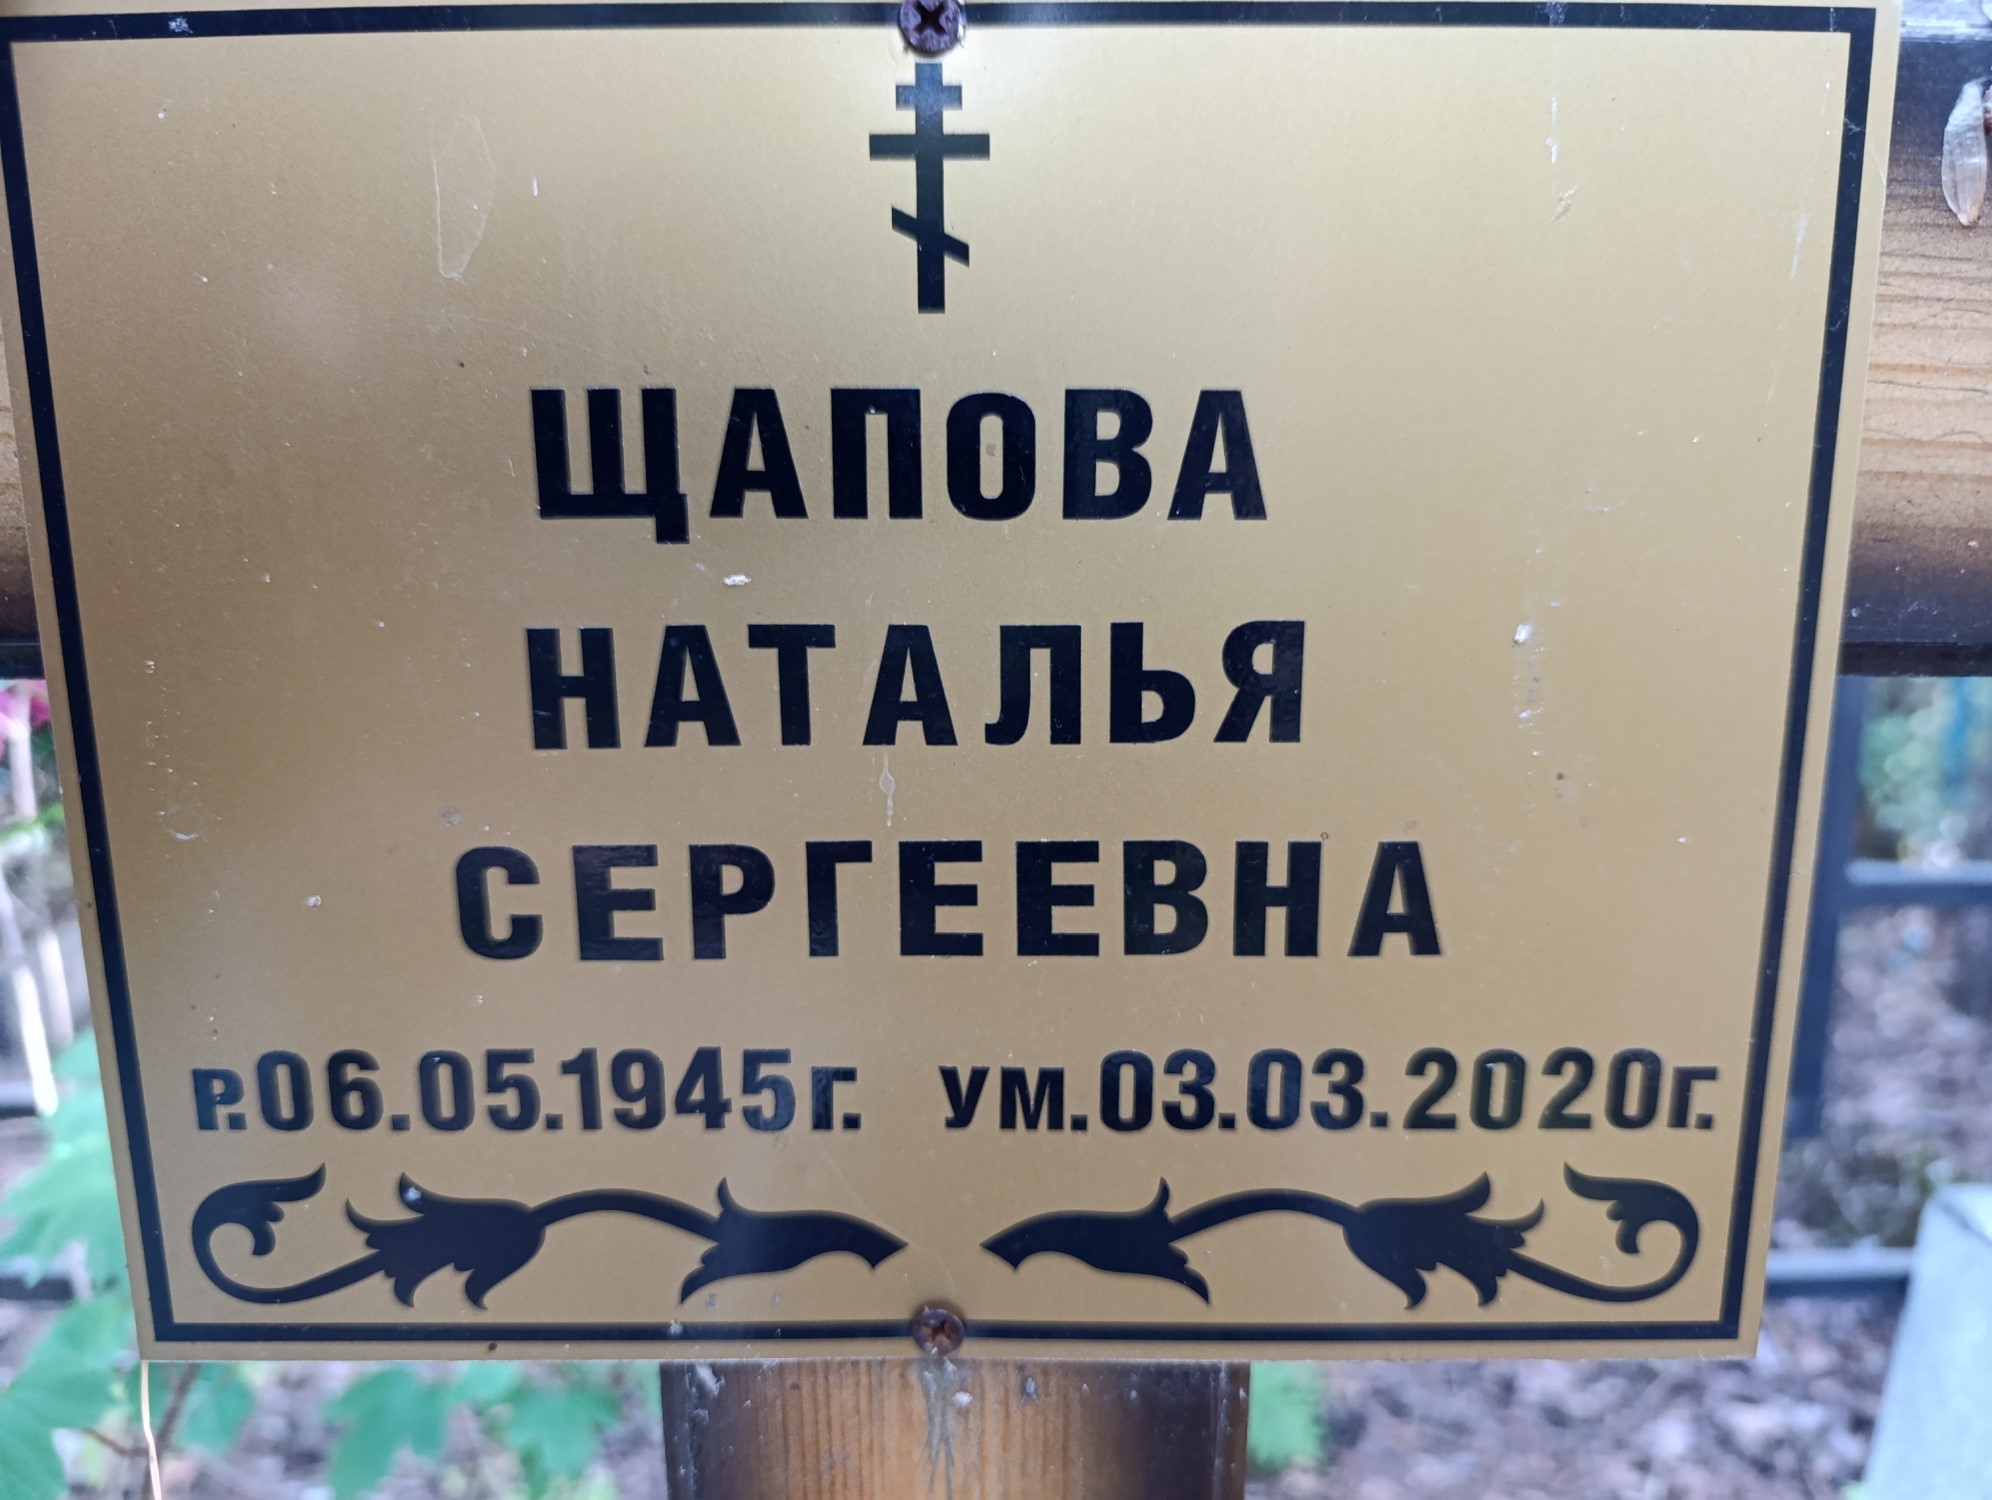 ЩАПОВА
НАТАЛЬЯ
СЕРГЕЕВНА
Р.06.05.1945г. УМ.03.03.2020г.